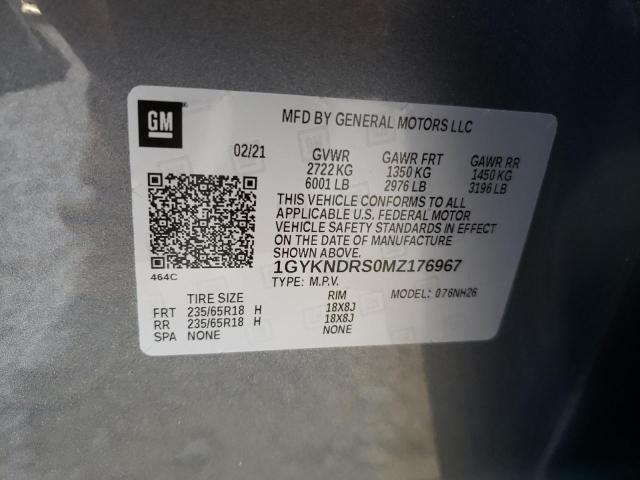 GM
MFD BY GENERAL MOTORS LLC
02/21 GVWR GAWR FRT GAWR RR
2722 KG 1350 KG 1450 KG
6001 LB 2976 LB 3196 LB
THIS VEHICLE CONFORMS TO ALL
APPLICABLE U.S. FEDERAL MOTOR
VEHICLE SAFETY STANDARDS IN EFFECT
ON THE DATE OF MANUFACTURE
SHOWN ABOVE.
464C
1GYKNDRS0MZ176967
TYPE: M.P.V. MODEL: 076NH26
TIRE SIZE RIM
FRT 235/65R18 H 18X8J
RR 235/65R18 H 18X8J
SPA NONE NONE